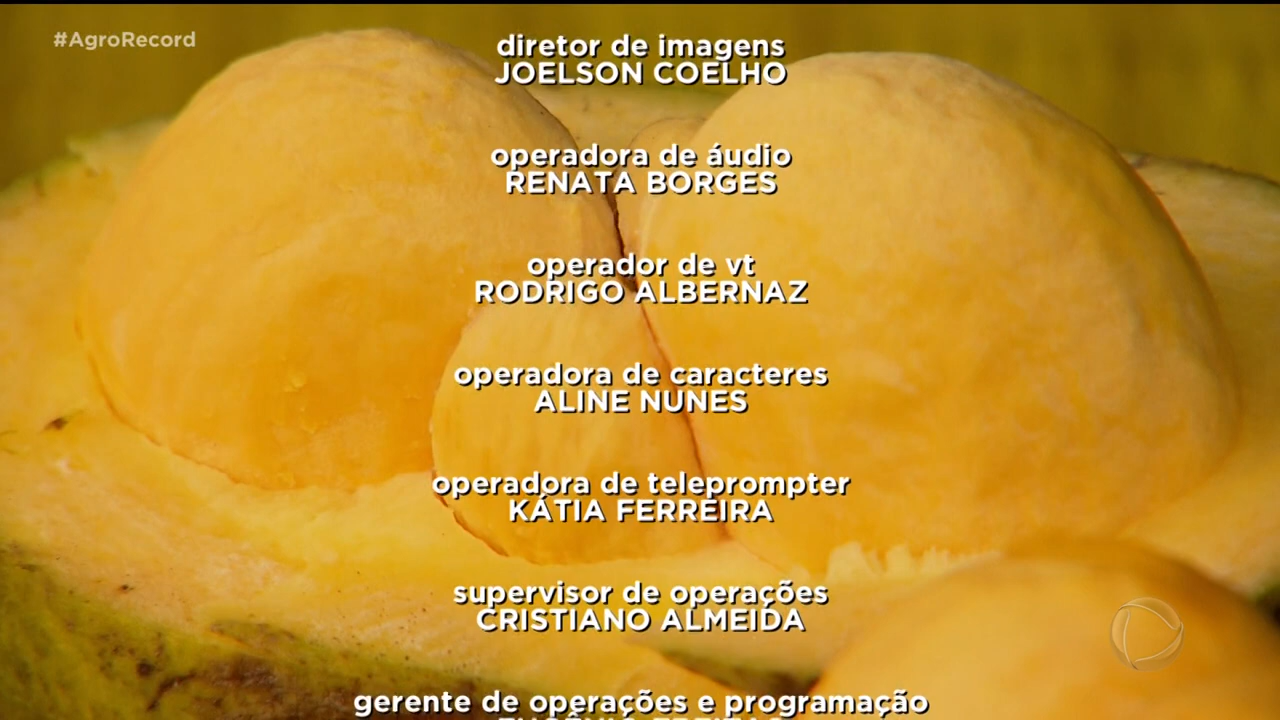 #AgroRecord
diretor de imagens
JOELSON COELHO
operadora de áudio
RENATA BORGES
operador de vt
RODRIGO ALBERNAZ
operadora de caracteres
ALINE NUNES
operadora de teleprompter
KÁTIA FERREIRA
supervisor de operações
CRISTIANO ALMEIDA
gerente de operações e programação